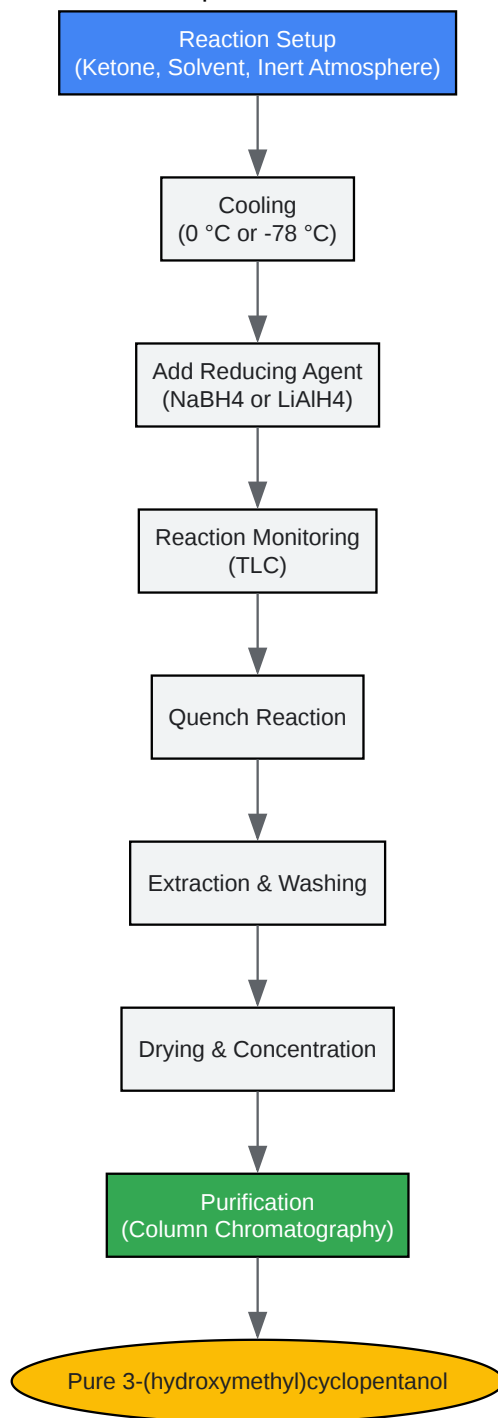 Reaction Setup
(Ketone, Solvent, Inert Atmosphere)
Cooling
(0 °C or -78 °C)
Add Reducing Agent
(NaBH4 or LiAlH4)
Reaction Monitoring
(TLC)
Quench Reaction
Extraction & Washing
Drying & Concentration
Purification
(Column Chromatography)
Pure 3-(hydroxymethyl)cyclopentanol